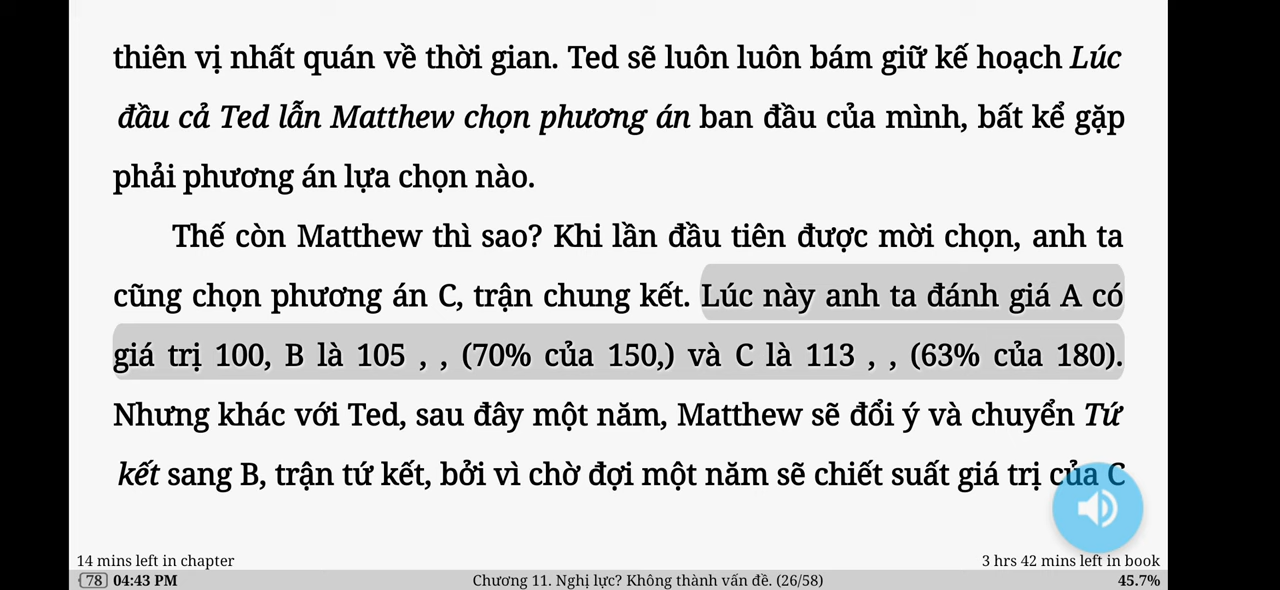 thiên vị nhất quán về thời gian. Ted sẽ luôn luôn bám giữ kế hoạch Lúc
đầu cả Ted lẫn Matthew chọn phương án ban đầu của mình, bất kể gặp
phải phương án lựa chọn nào.
Thế còn Matthew thì sao? Khi lần đầu tiên được mời chọn, anh ta
cũng chọn phương án C, trận chung kết. Lúc này anh ta đánh giá A có
giá trị 100, B là 105 , , (70% của 150,) và C là 113 , , (63% của 180).
Nhưng khác với Ted, sau đây một năm, Matthew sẽ đổi ý và chuyển Tứ
kết sang B, trận tứ kết, bởi vì chờ đợi một năm sẽ chiết suất giá trị của C
14 mins left in chapter
3 hrs 42 mins left in book
78 04:43 PM
Chương 11. Nghị lực? Không thành vấn đề. (26/58)
45.7%